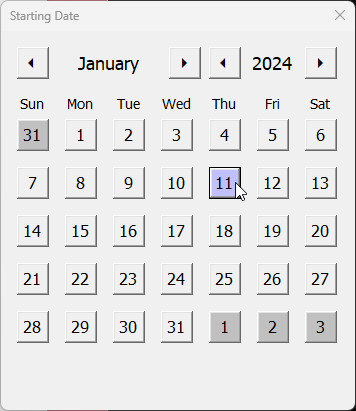 Starting Date
January 2024
Sun Mon Tue Wed Thu Fri Sat
31 1 2 3 4 5 6
7 8 9 10 11 12 13
14 15 16 17 18 19 20
21 22 23 24 25 26 27
28 29 30 31 1 2 3